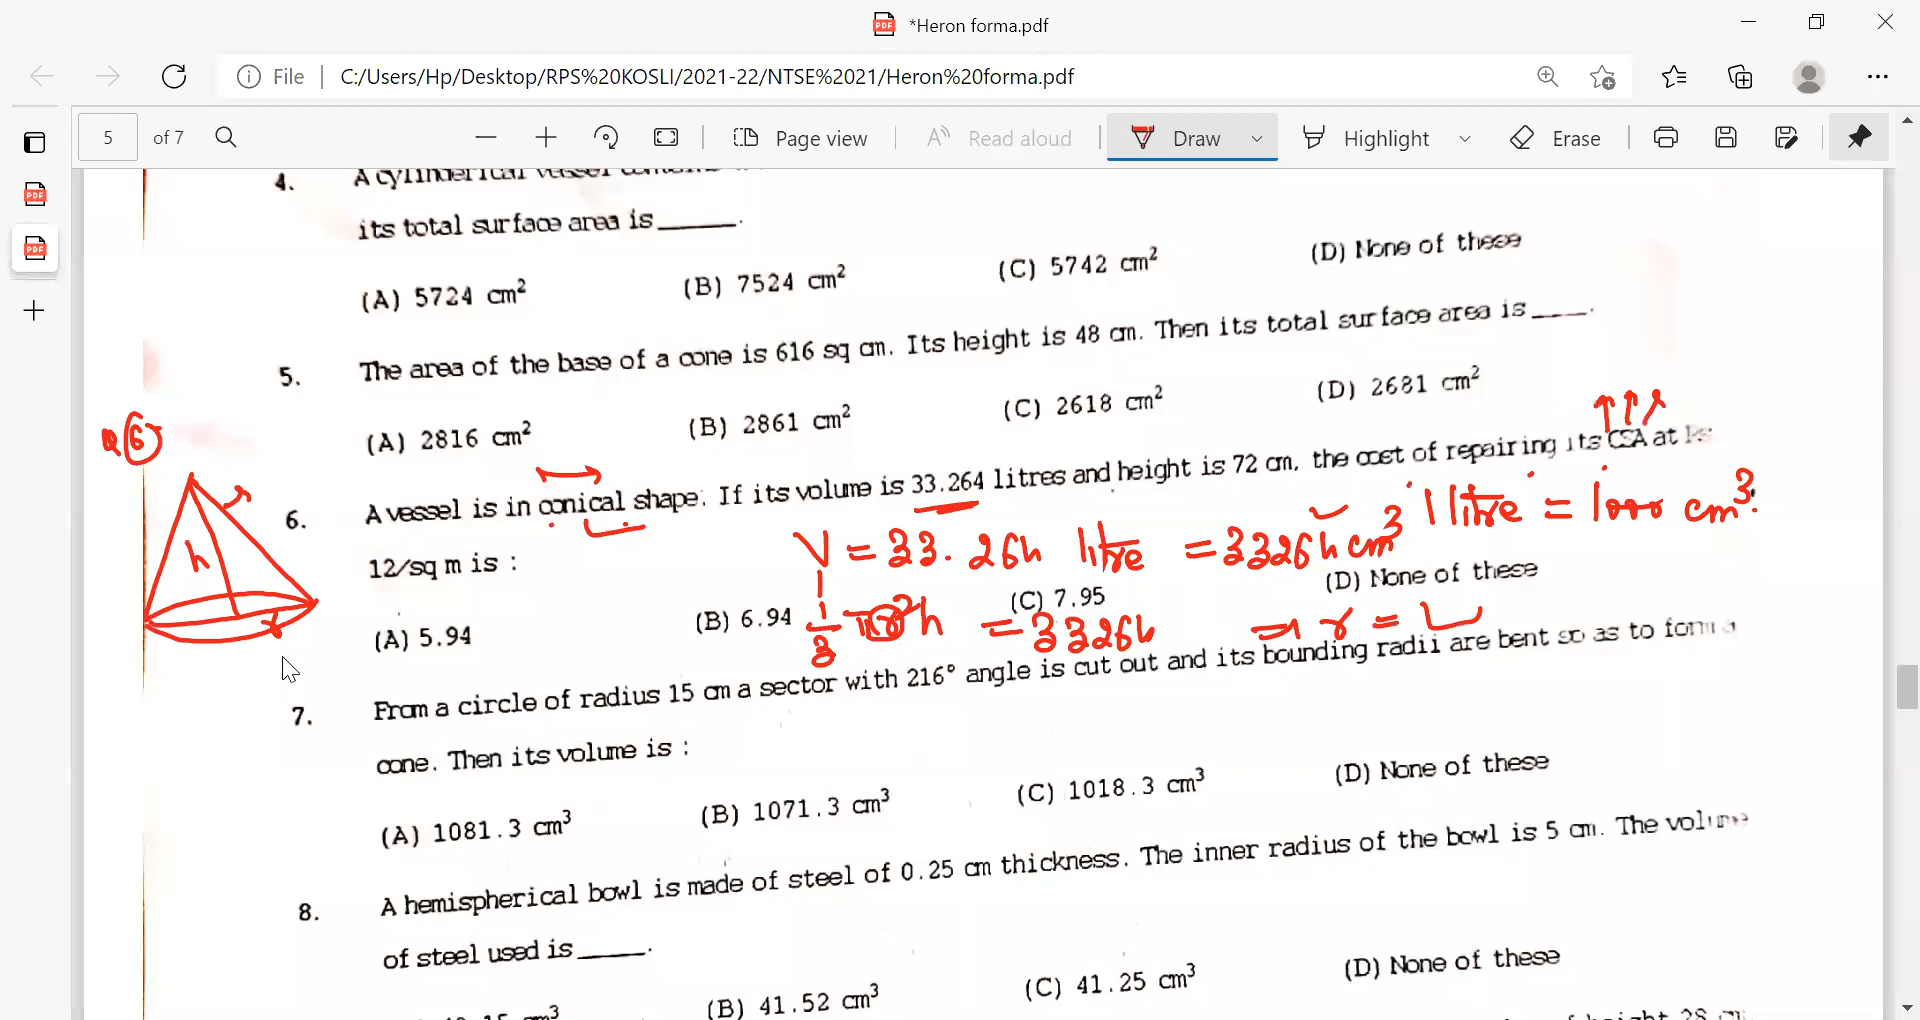 *Heron forma.pdf
File | C:/Users/Hp/Desktop/RPS%20KOSLI/2021-22/NTSE%2021/Heron%20forma.pdf
5 of 7 Page view Read aloud Draw Highlight Erase
4. A cylinderical vessel
its total surface area is ____.
(A) 5724 cm² (B) 7524 cm² (C) 5742 cm² (D) None of these
5. The area of the base of a cone is 616 sq cm. Its height is 48 cm. Then its total surface area is ____.
(A) 2816 cm² (B) 2861 cm² (C) 2618 cm² (D) 2681 cm²
Q6
6. A vessel is in conical shape. If its volume is 33.264 litres and height is 72 cm, the cost of repairing its CSA at Rs
12/sq m is :
V = 33.264 litre = 33264 cm³ 1 litre = 1000 cm³.
h
r
(A) 5.94 (B) 6.94 (C) 7.95 (D) None of these
1/3 πr²h = 33264 ⇒ r =
7. From a circle of radius 15 cm a sector with 216° angle is cut out and its bounding radii are bent so as to form a
cone. Then its volume is :
(A) 1081.3 cm³ (B) 1071.3 cm³ (C) 1018.3 cm³ (D) None of these
8. A hemispherical bowl is made of steel of 0.25 cm thickness. The inner radius of the bowl is 5 cm. The volume
of steel used is ____.
(B) 41.52 cm³ (C) 41.25 cm³ (D) None of these